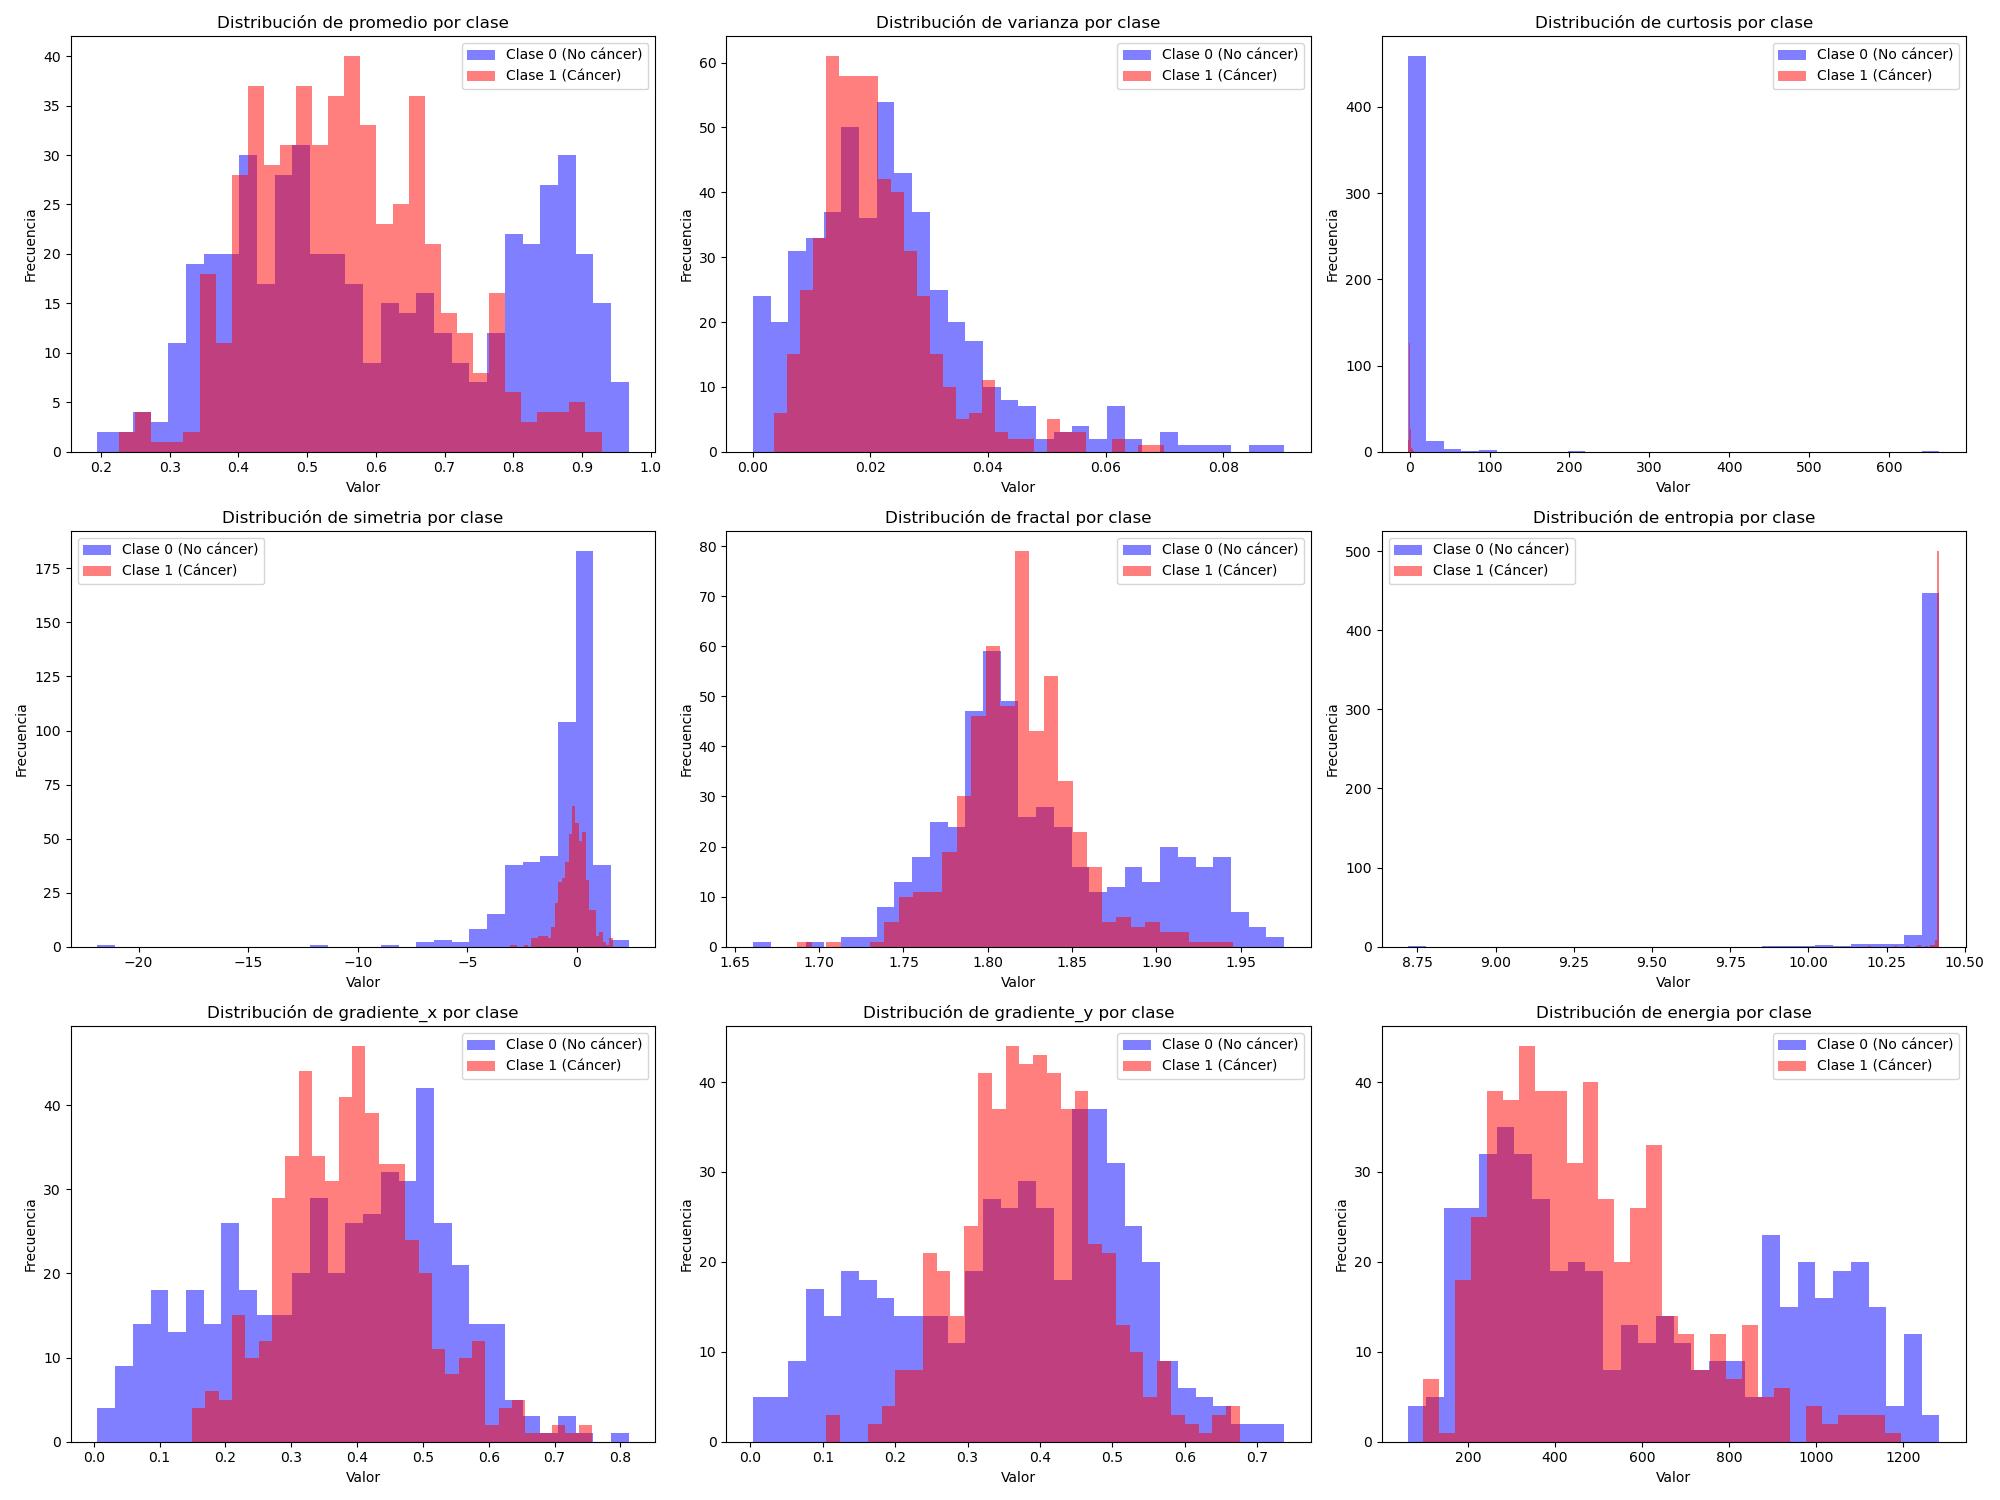 Distribución de promedio por clase
Frecuencia
40
35
30
25
20
15
10
5
0
Clase 0 (No cáncer)
Clase 1 (Cáncer)
0.2 0.3 0.4 0.5 0.6 0.7 0.8 0.9 1.0
Valor
Distribución de varianza por clase
Frecuencia
60
50
40
30
20
10
0
Clase 0 (No cáncer)
Clase 1 (Cáncer)
0.00 0.02 0.04 0.06 0.08
Valor
Distribución de curtosis por clase
Frecuencia
400
300
200
100
0
Clase 0 (No cáncer)
Clase 1 (Cáncer)
0 100 200 300 400 500 600
Valor
Distribución de simetria por clase
Frecuencia
175
150
125
100
75
50
25
0
Clase 0 (No cáncer)
Clase 1 (Cáncer)
−20 −15 −10 −5 0
Valor
Distribución de fractal por clase
Frecuencia
80
70
60
50
40
30
20
10
0
Clase 0 (No cáncer)
Clase 1 (Cáncer)
1.65 1.70 1.75 1.80 1.85 1.90 1.95
Valor
Distribución de entropia por clase
Frecuencia
500
400
300
200
100
0
Clase 0 (No cáncer)
Clase 1 (Cáncer)
8.75 9.00 9.25 9.50 9.75 10.00 10.25 10.50
Valor
Distribución de gradiente_x por clase
Frecuencia
40
30
20
10
0
Clase 0 (No cáncer)
Clase 1 (Cáncer)
0.0 0.1 0.2 0.3 0.4 0.5 0.6 0.7 0.8
Valor
Distribución de gradiente_y por clase
Frecuencia
40
30
20
10
0
Clase 0 (No cáncer)
Clase 1 (Cáncer)
0.0 0.1 0.2 0.3 0.4 0.5 0.6 0.7
Valor
Distribución de energia por clase
Frecuencia
40
30
20
10
0
Clase 0 (No cáncer)
Clase 1 (Cáncer)
200 400 600 800 1000 1200
Valor